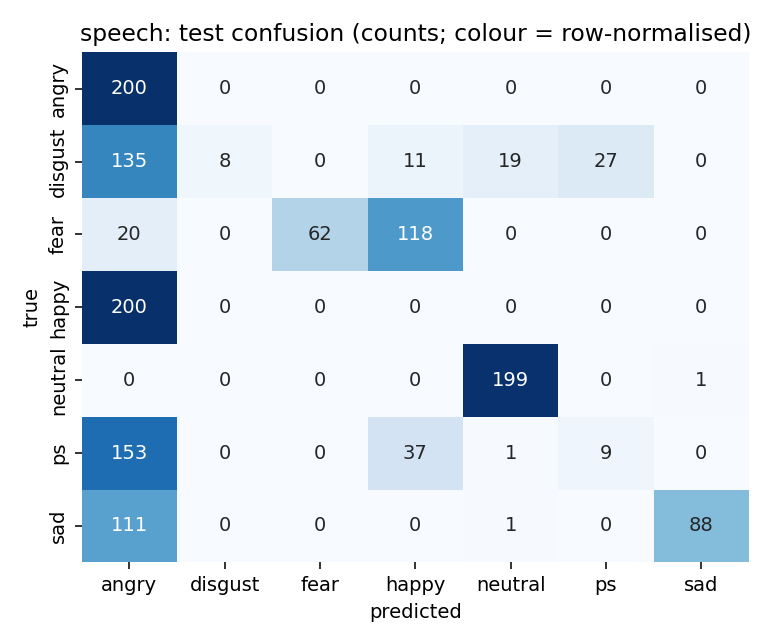 speech: test confusion (counts; colour = row-normalised)
angry 200 0 0 0 0 0 0
disgust 135 8 0 11 19 27 0
fear 20 0 62 118 0 0 0
happy 200 0 0 0 0 0 0
neutral 0 0 0 0 199 0 1
ps 153 0 0 37 1 9 0
sad 111 0 0 0 1 0 88
true
angry disgust fear happy neutral ps sad
predicted